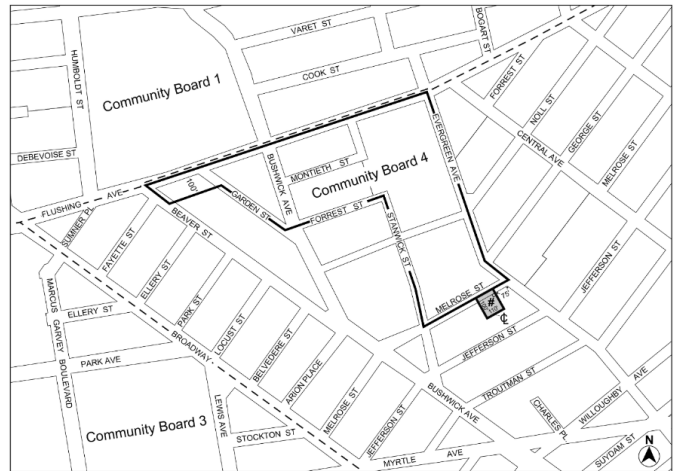 VARET ST
BOGART ST
HUMBOLDT ST
COOK ST
FORREST ST
Community Board 1
NOLL ST
CENTRAL AVE
GEORGE ST
EVERGREEN AVE
DEBEVOISE ST
BUSHWICK AVE
MONTIETH ST
Community Board 4
MELROSE ST
100'
FLUSHING AVE
GARDEN ST
FORREST ST
SUMNER PL
BEAVER ST
STANWICK ST
FAYETTE ST
JEFFERSON ST
ELLERY ST
MELROSE ST
75'
#
MARCUS GARVEY BOULEVARD
ELLERY ST
PARK ST
LOCUST ST
JEFFERSON ST
BROADWAY
BELVEDERE ST
PARK AVE
ARION PLACE
TROUTMAN ST
WILLOUGHBY AVE
LEWIS AVE
MELROSE ST
BUSHWICK AVE
CHARLES PL
JEFFERSON ST
Community Board 3
STOCKTON ST
N
MYRTLE AVE
SUYDAM ST